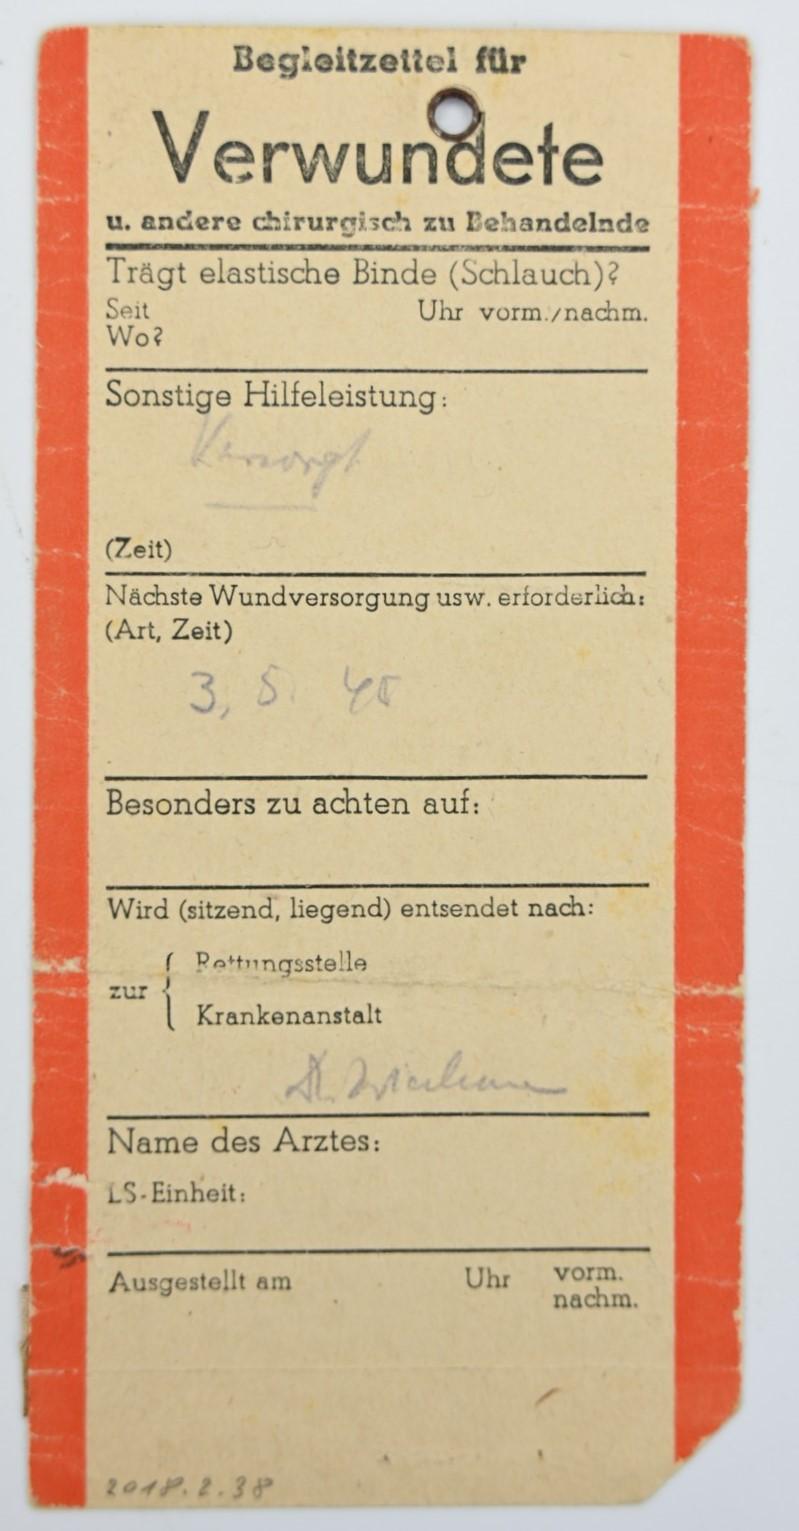 Begleitzettel für
Verwundete
u. andere chirurgisch zu Behandelnde
Trägt elastische Binde (Schlauch)?
Seit Uhr vorm./nachm.
Wo?
Sonstige Hilfeleistung:
Versorgt
(Zeit)
Nächste Wundversorgung usw. erforderlich:
(Art, Zeit)
3, 5. 45
Besonders zu achten auf:
Wird (sitzend, liegend) entsendet nach:
Rettungsstelle
zur
Krankenanstalt
Dr.
Name des Arztes:
LS-Einheit:
Ausgestellt am Uhr vorm.
nachm.
2018.2.38